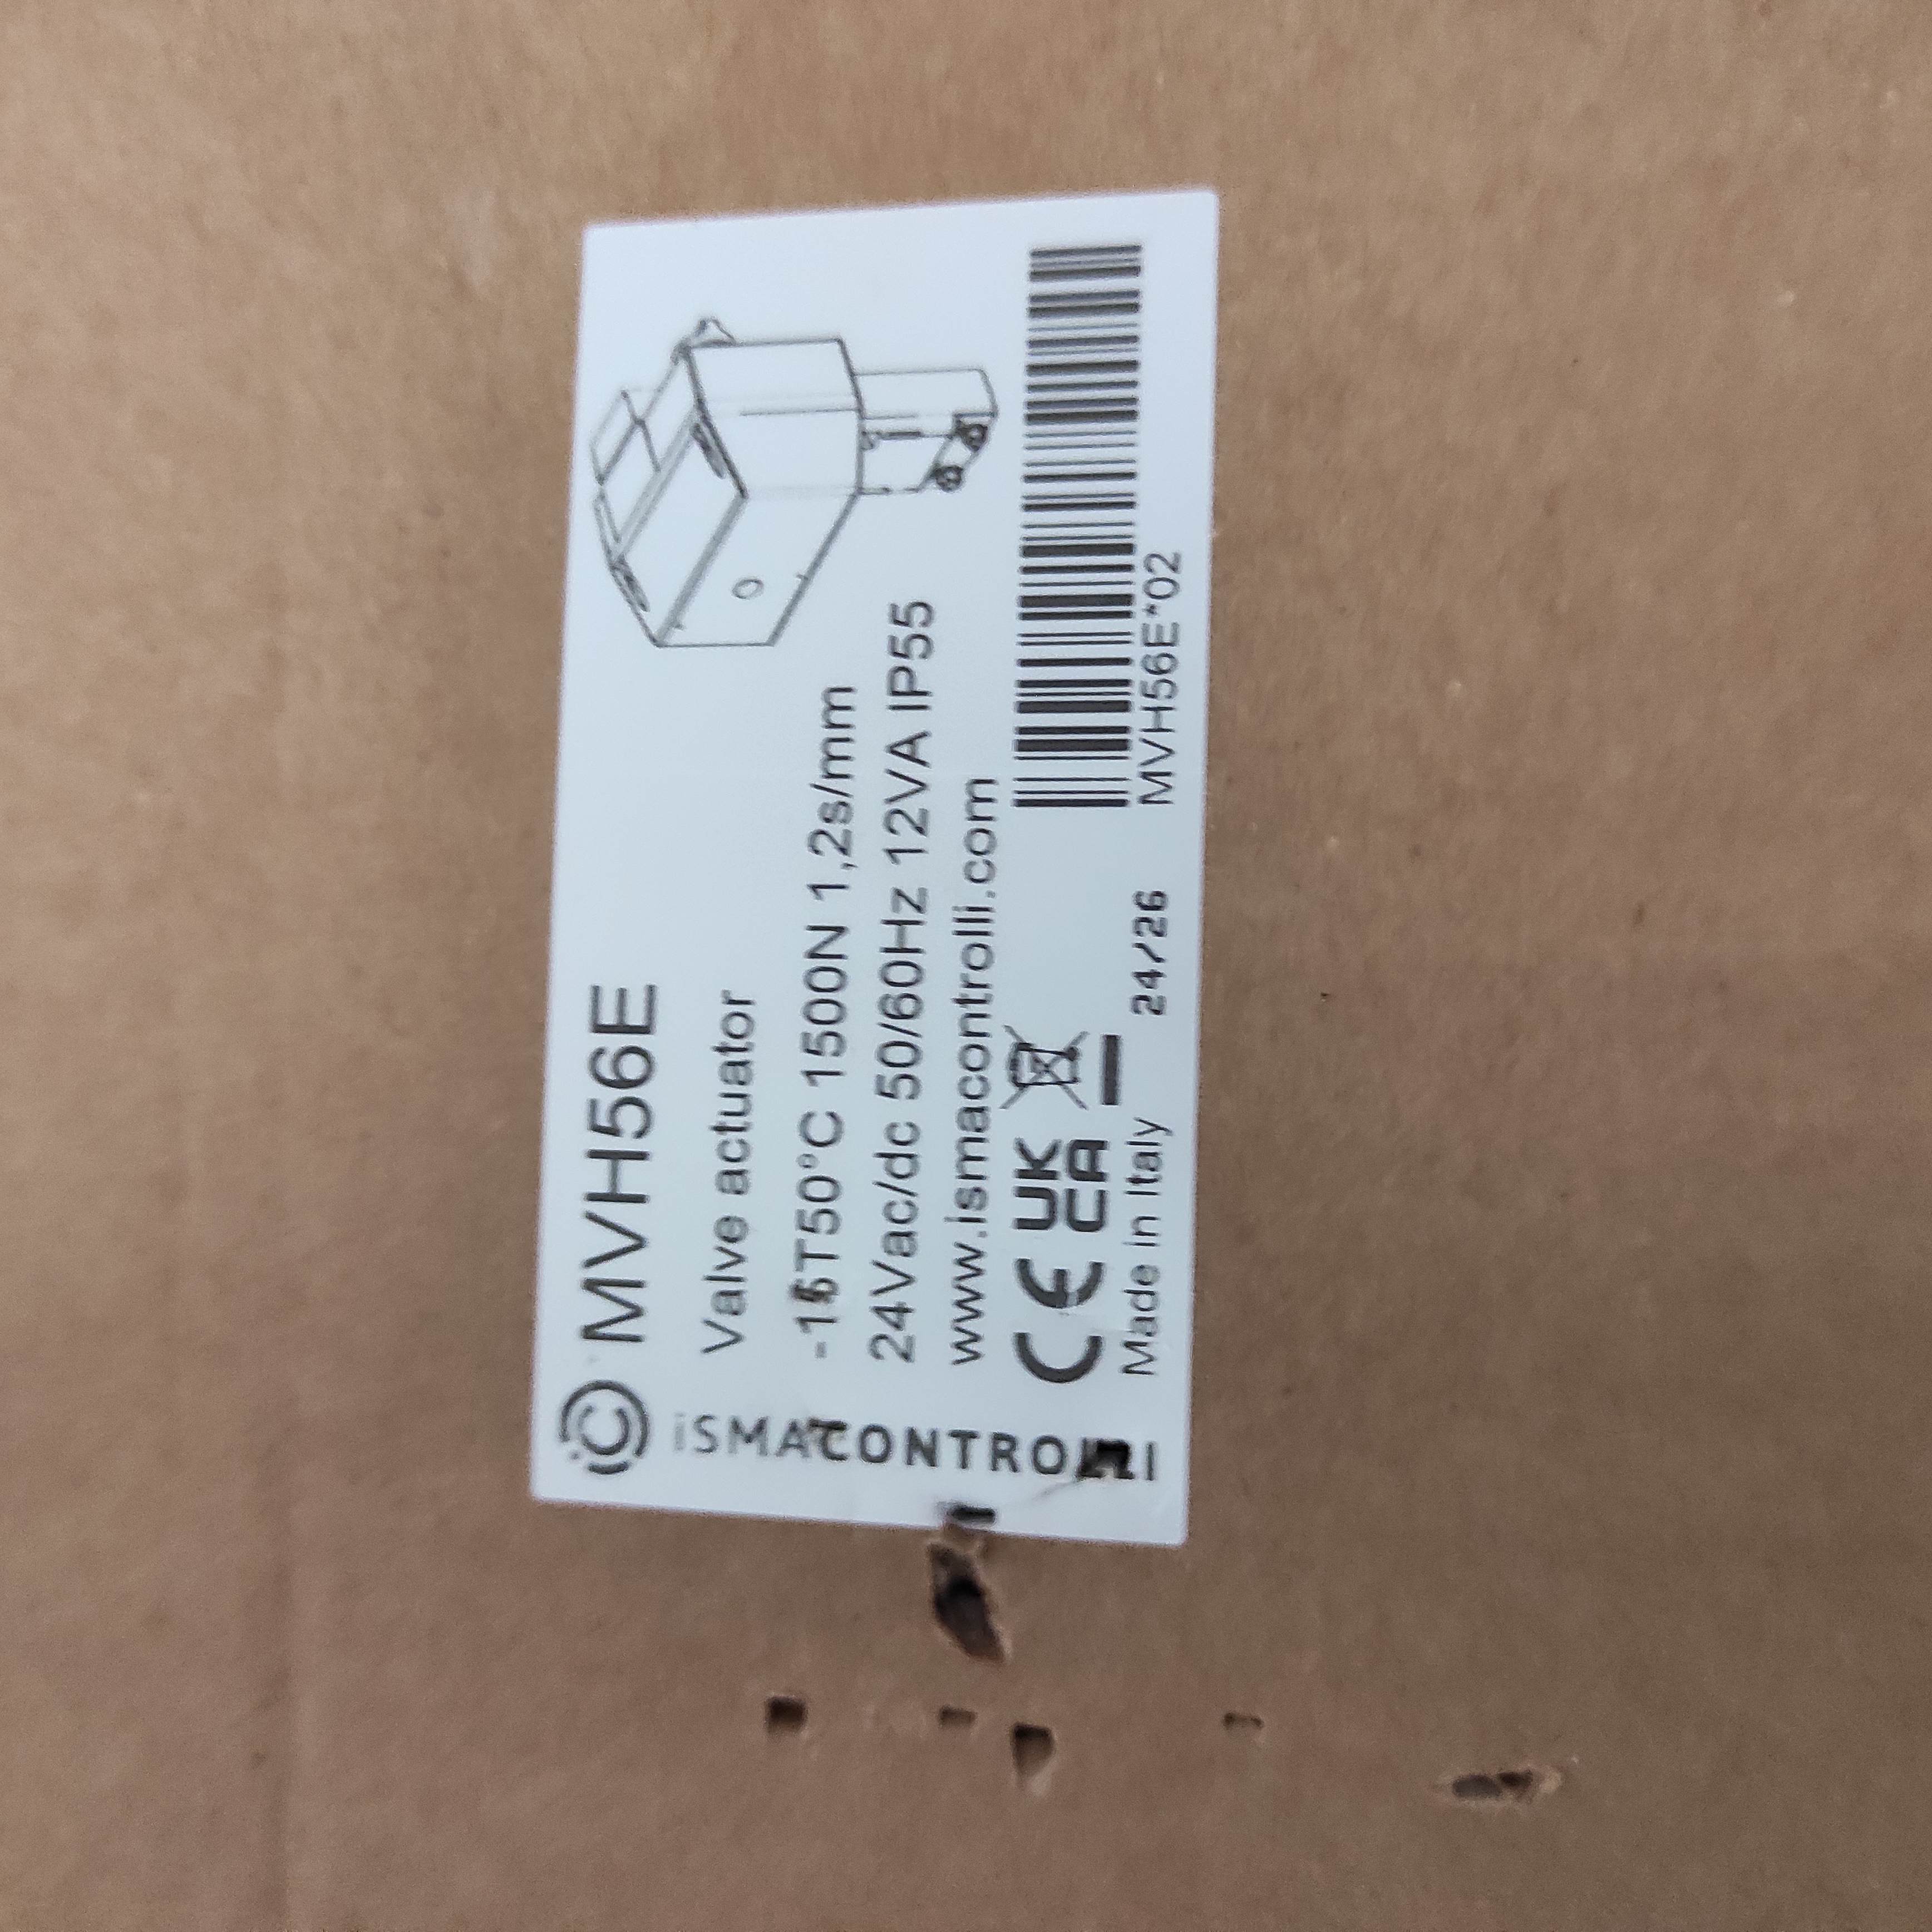 MVH56E
Valve actuator
-15T50°C 1500N 1,2s/mm
24Vac/dc 50/60Hz 12VA IP55
www.ismacontrolli.com
CE UK CA
Made in Italy 24/26 MVH56E*02
iSMACONTROLLI